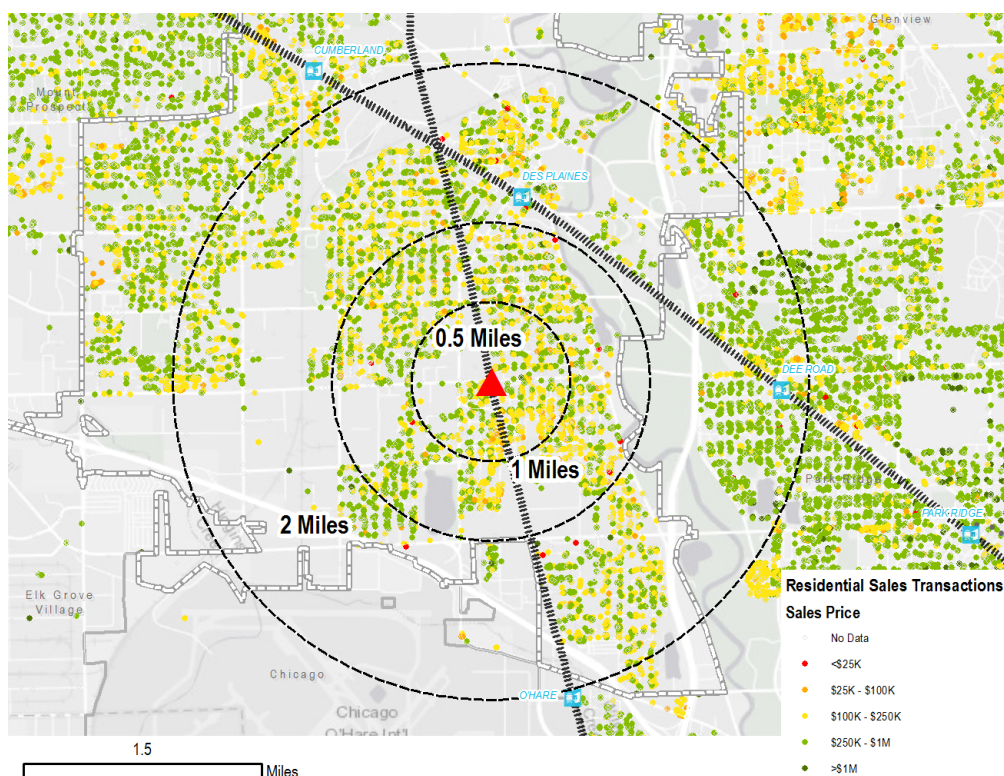 Glenview
CUMBERLAND
Mount
Prospect
DES PLAINES
0.5 Miles
DEE ROAD
1 Miles
Park Ridge
2 Miles
PARK RIDGE
Elk Grove
Village
Chicago
O'HARE
Chicago
O'Hare Int'l
Residential Sales Transactions
Sales Price
No Data
<$25K
$25K - $100K
$100K - $250K
$250K - $1M
>$1M
1.5
Miles